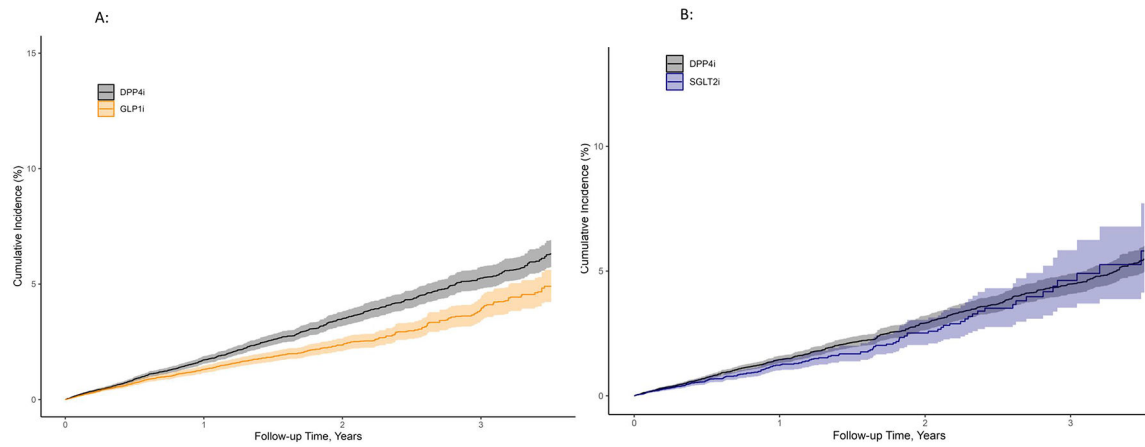 A:
Cumulative Incidence (%)
15
10
5
0
DPP4i
GLP1i
0 1 2 3
Follow-up Time, Years
B:
Cumulative Incidence (%)
10
5
0
DPP4i
SGLT2i
0 1 2 3
Follow-up Time, Years